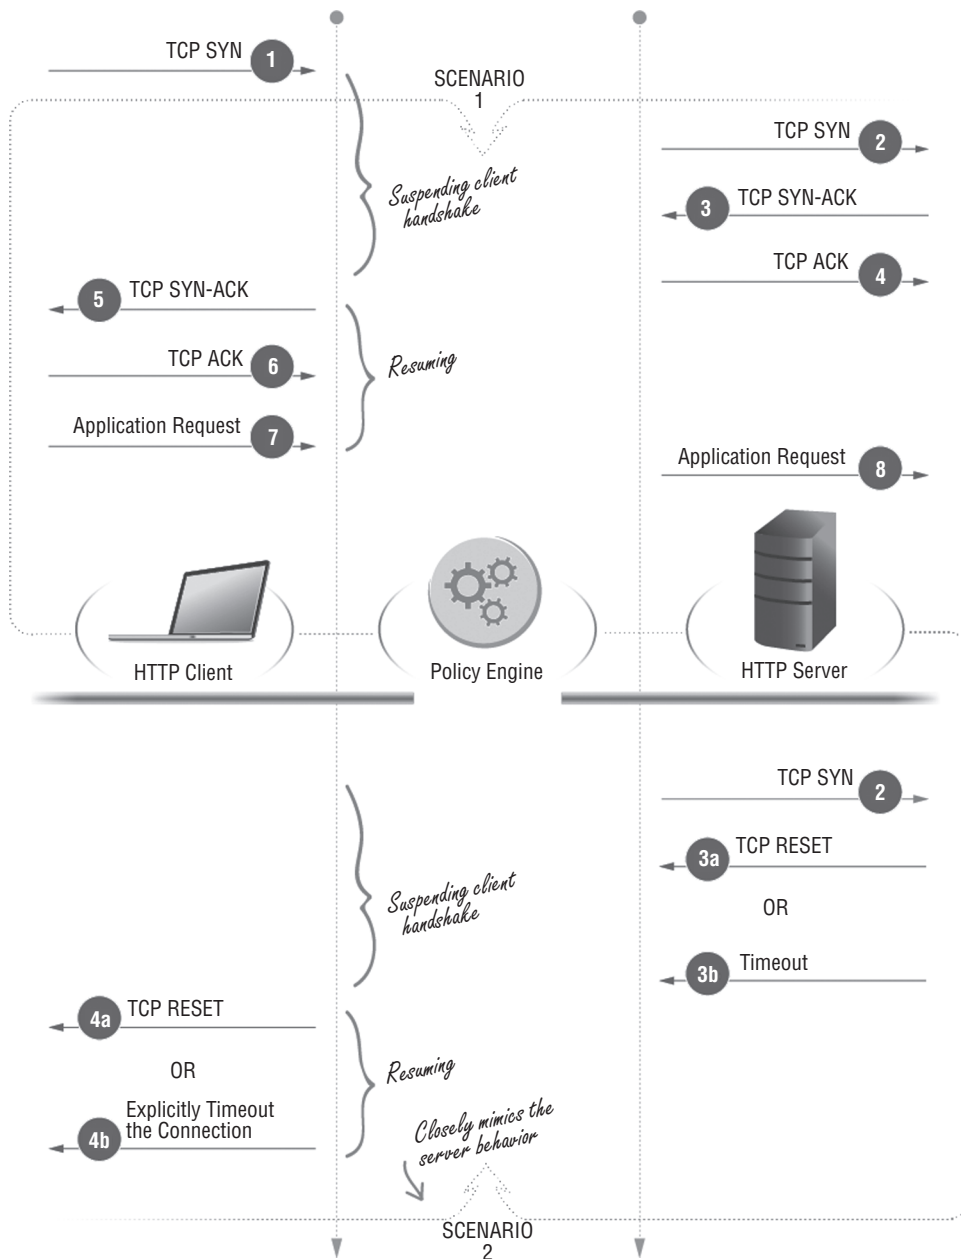 TCP SYN 1
SCENARIO
1
TCP SYN 2
Suspending client
handshake
3 TCP SYN-ACK
TCP ACK 4
5 TCP SYN-ACK
TCP ACK 6
Resuming
Application Request 7
Application Request 8
HTTP Client
Policy Engine
HTTP Server
TCP SYN 2
3a TCP RESET
Suspending client
handshake
OR
3b Timeout
4a TCP RESET
OR
Resuming
4b Explicitly Timeout
the Connection
Closely mimics the
server behavior
SCENARIO
2